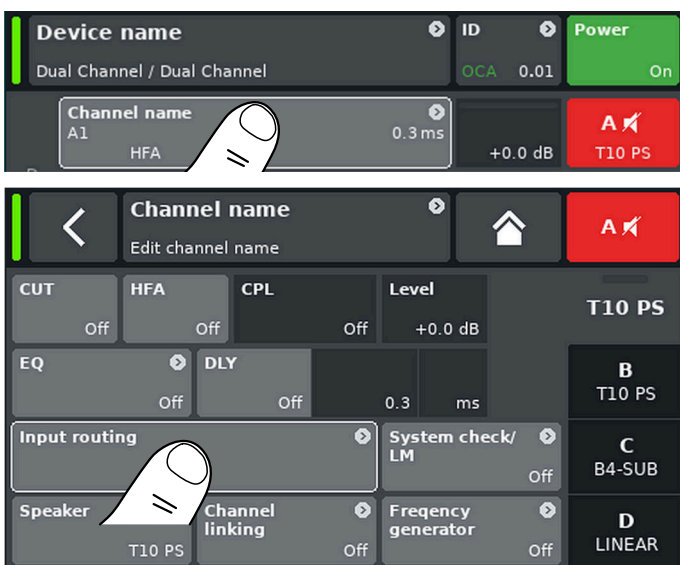 Device name
Dual Channel / Dual Channel
ID
OCA 0.01
Power
On
Channel name
A1
0.3 ms
HFA
+0.0 dB
A
T10 PS
Channel name
Edit channel name
A
CUT
Off
HFA
Off
CPL
Off
Level
+0.0 dB
T10 PS
EQ
Off
DLY
Off
0.3
ms
B
T10 PS
Input routing
System check/
LM
Off
C
B4-SUB
Speaker
T10 PS
Channel
linking
Off
Freqency
generator
Off
D
LINEAR